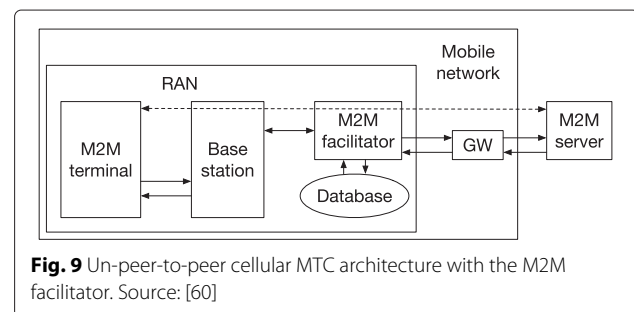 Mobile
network
RAN
M2M
terminal
Base
station
M2M
facilitator
Database
GW
M2M
server
Fig. 9 Un-peer-to-peer cellular MTC architecture with the M2M
facilitator. Source: [60]